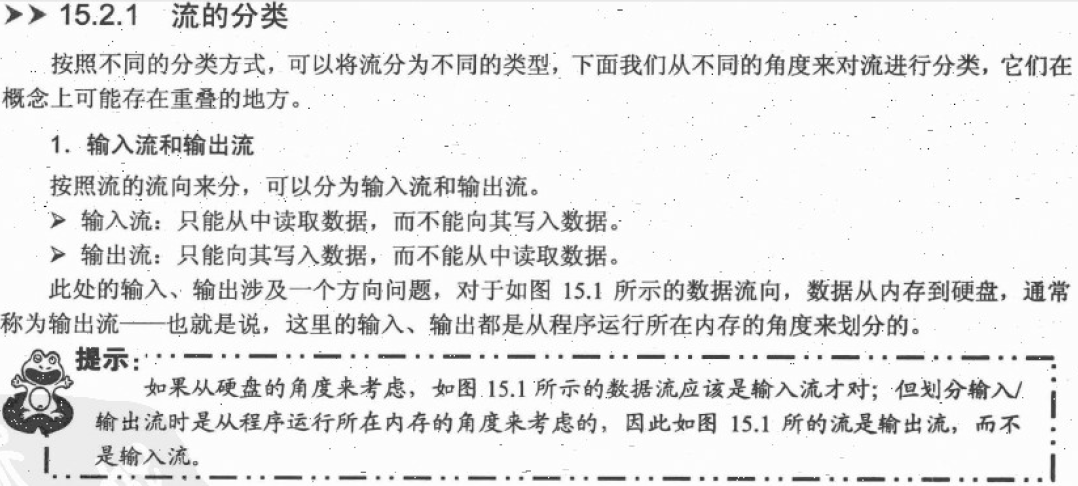 ➤➤ 15.2.1 流的分类
按照不同的分类方式，可以将流分为不同的类型，下面我们从不同的角度来对流进行分类，它们在
概念上可能存在重叠的地方。
1．输入流和输出流
按照流的流向来分，可以分为输入流和输出流。
➤ 输入流：只能从中读取数据，而不能向其写入数据。
➤ 输出流：只能向其写入数据，而不能从中读取数据。
此处的输入、输出涉及一个方向问题，对于如图 15.1 所示的数据流向，数据从内存到硬盘，通常
称为输出流——也就是说，这里的输入、输出都是从程序运行所在内存的角度来划分的。
提示：
如果从硬盘的角度来考虑，如图 15.1 所示的数据流应该是输入流才对；但划分输入/
输出流时是从程序运行所在内存的角度来考虑的，因此如图 15.1 所的流是输出流，而不
是输入流。